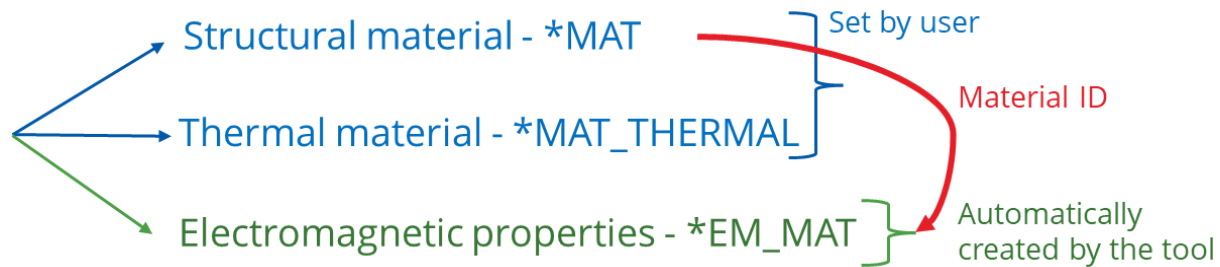 Structural material - *MAT
Set by user
Material ID
Thermal material - *MAT_THERMAL
Electromagnetic properties - *EM_MAT
Automatically
created by the tool